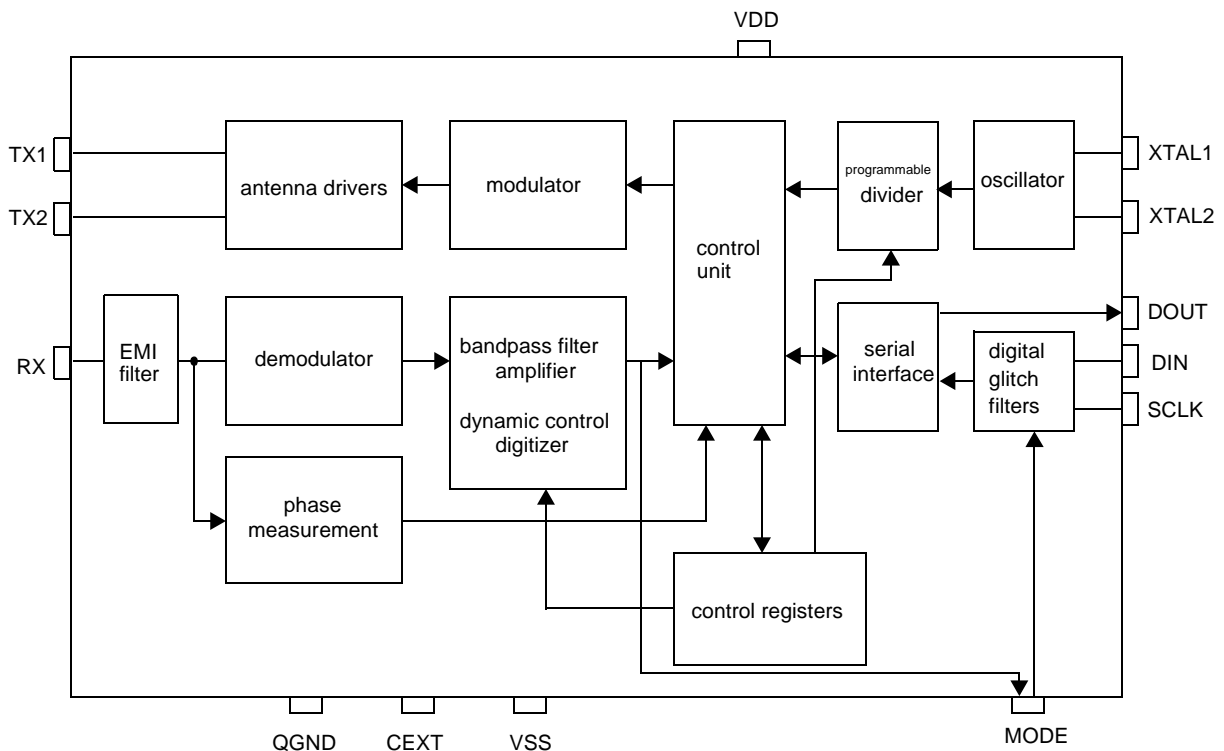 VDD
TX1
TX2
antenna drivers
modulator
control
unit
programmable
divider
oscillator
XTAL1
XTAL2
RX
EMI
filter
demodulator
bandpass filter
amplifier
dynamic control
digitizer
serial
interface
digital
glitch
filters
DOUT
DIN
SCLK
phase
measurement
control registers
QGND
CEXT
VSS
MODE